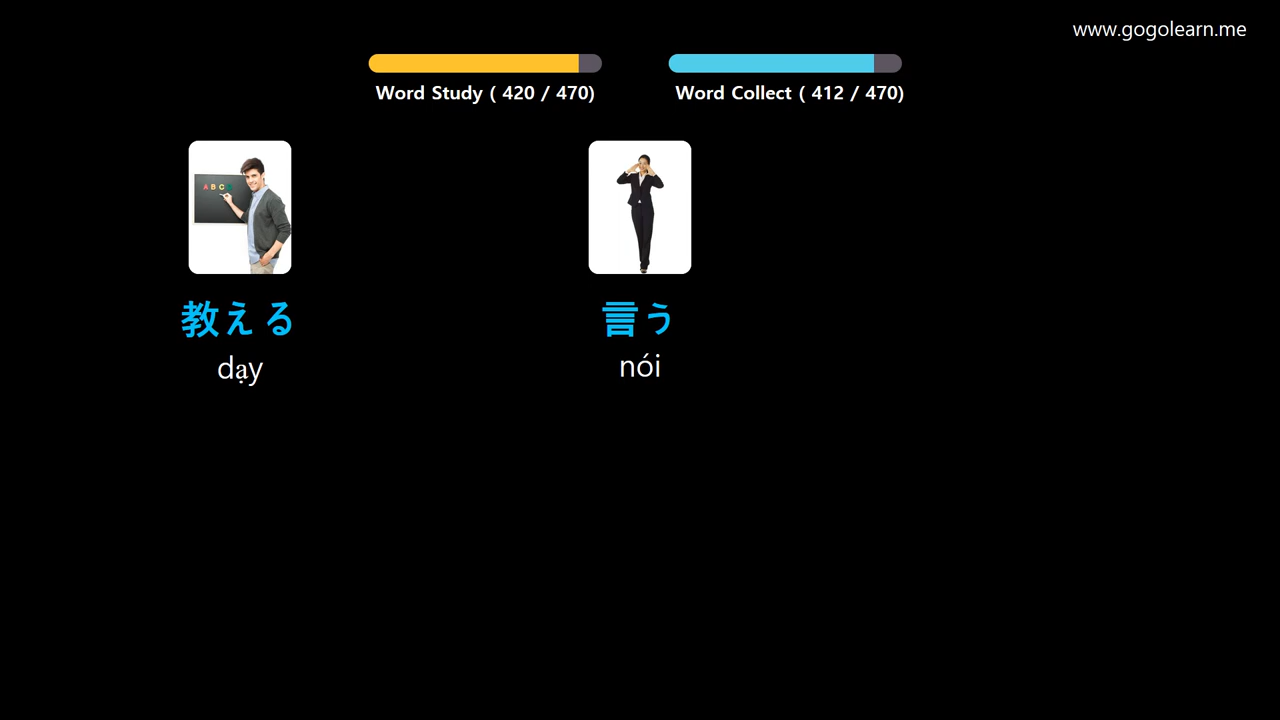 www.gogolearn.me
Word Study ( 420 / 470)
Word Collect ( 412 / 470)
A B C
教える
dạy
言う
nói